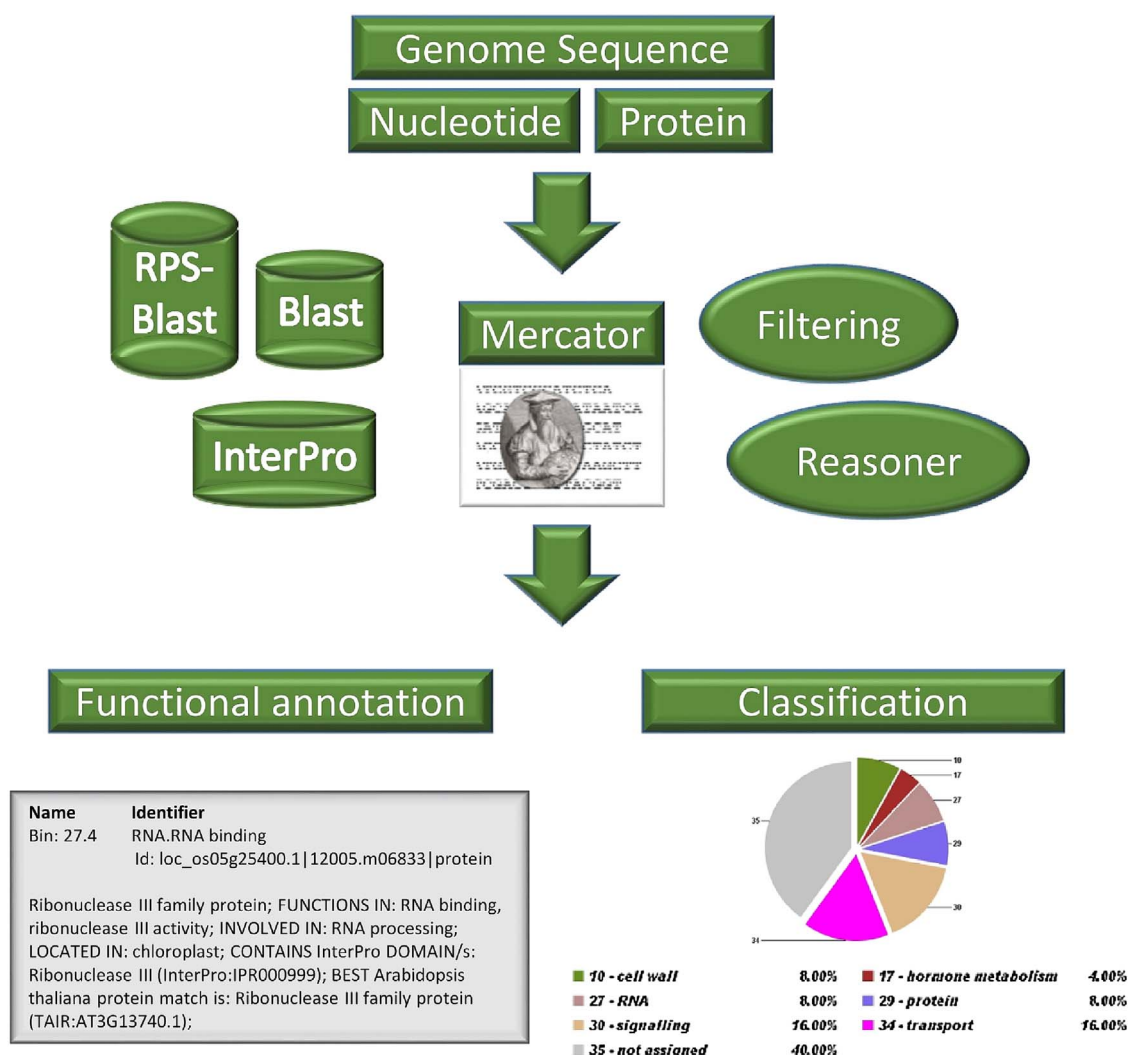 Genome Sequence
Nucleotide
Protein
RPS-
Blast
Blast
InterPro
Mercator
Filtering
Reasoner
Functional annotation
Classification
Name Identifier
Bin: 27.4 RNA.RNA binding
Id: loc_os05g25400.1|12005.m06833|protein
Ribonuclease III family protein; FUNCTIONS IN: RNA binding,
ribonuclease III activity; INVOLVED IN: RNA processing;
LOCATED IN: chloroplast; CONTAINS InterPro DOMAIN/s:
Ribonuclease III (InterPro:IPR000999); BEST Arabidopsis
thaliana protein match is: Ribonuclease III family protein
(TAIR:AT3G13740.1);
10
17
27
29
30
34
35
10 - cell wall 8.00% 17 - hormone metabolism 4.00%
27 - RNA 8.00% 29 - protein 8.00%
30 - signalling 16.00% 34 - transport 16.00%
35 - not assigned 40.00%